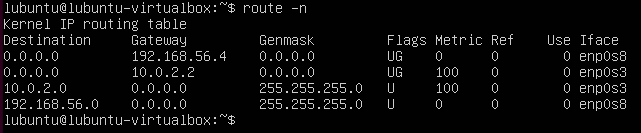 lubuntu@lubuntu-virtualbox:~$ route -n
Kernel IP routing table
Destination     Gateway         Genmask         Flags Metric Ref    Use Iface
0.0.0.0         192.168.56.4    0.0.0.0         UG    0      0        0 enp0s8
0.0.0.0         10.0.2.2        0.0.0.0         UG    100    0        0 enp0s3
10.0.2.0        0.0.0.0         255.255.255.0   U     100    0        0 enp0s3
192.168.56.0    0.0.0.0         255.255.255.0   U     0      0        0 enp0s8
lubuntu@lubuntu-virtualbox:~$